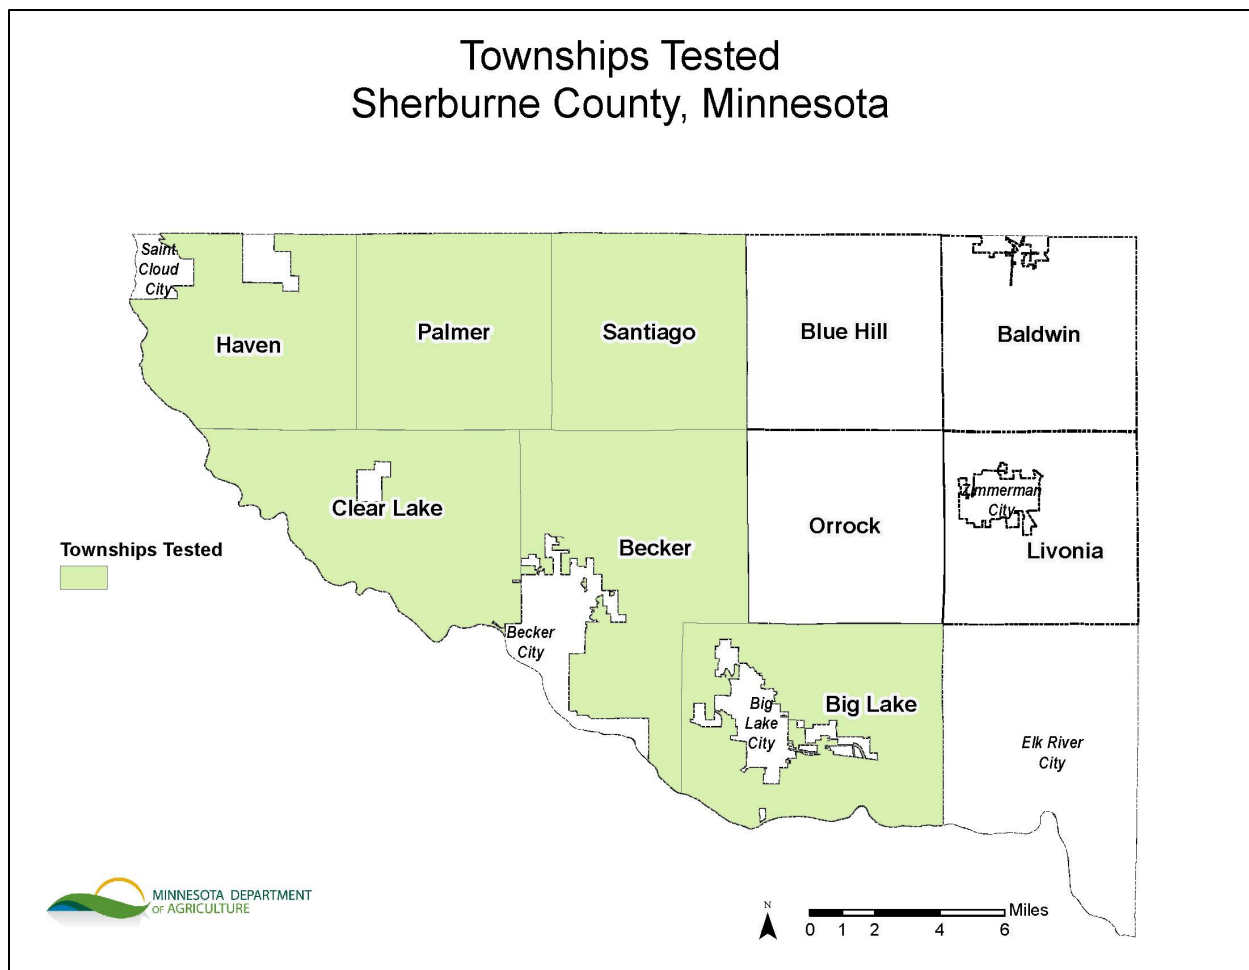 Townships Tested
Sherburne County, Minnesota
Saint
Cloud
City
Haven
Palmer
Santiago
Blue Hill
Baldwin
Clear Lake
Becker
Orrock
Zimmerman
City
Livonia
Townships Tested
Becker
City
Big Lake
Big
Lake
City
Elk River
City
MINNESOTA DEPARTMENT
OF AGRICULTURE
N
Miles
0 1 2 4 6